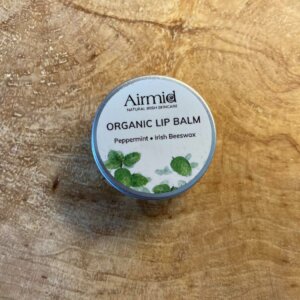 Airmid
NATURAL IRISH SKINCARE
ORGANIC LIP BALM
Peppermint • Irish Beeswax